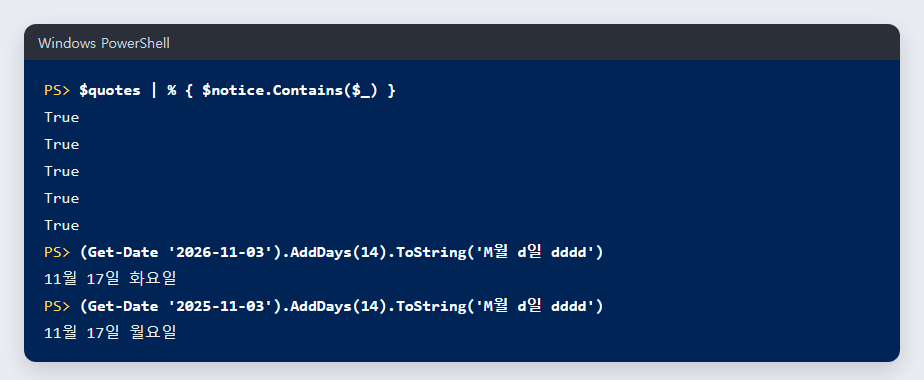 Windows PowerShell
PS> $quotes | % { $notice.Contains($_) }
True
True
True
True
True
PS> (Get-Date '2026-11-03').AddDays(14).ToString('M월 d일 dddd')
11월 17일 화요일
PS> (Get-Date '2025-11-03').AddDays(14).ToString('M월 d일 dddd')
11월 17일 월요일